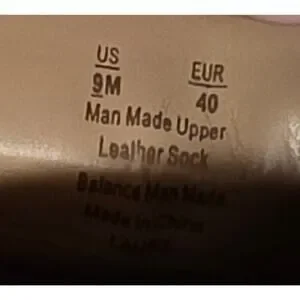 US EUR
9M 40
Man Made Upper
Leather Sock
Balance Man Made
Made In China